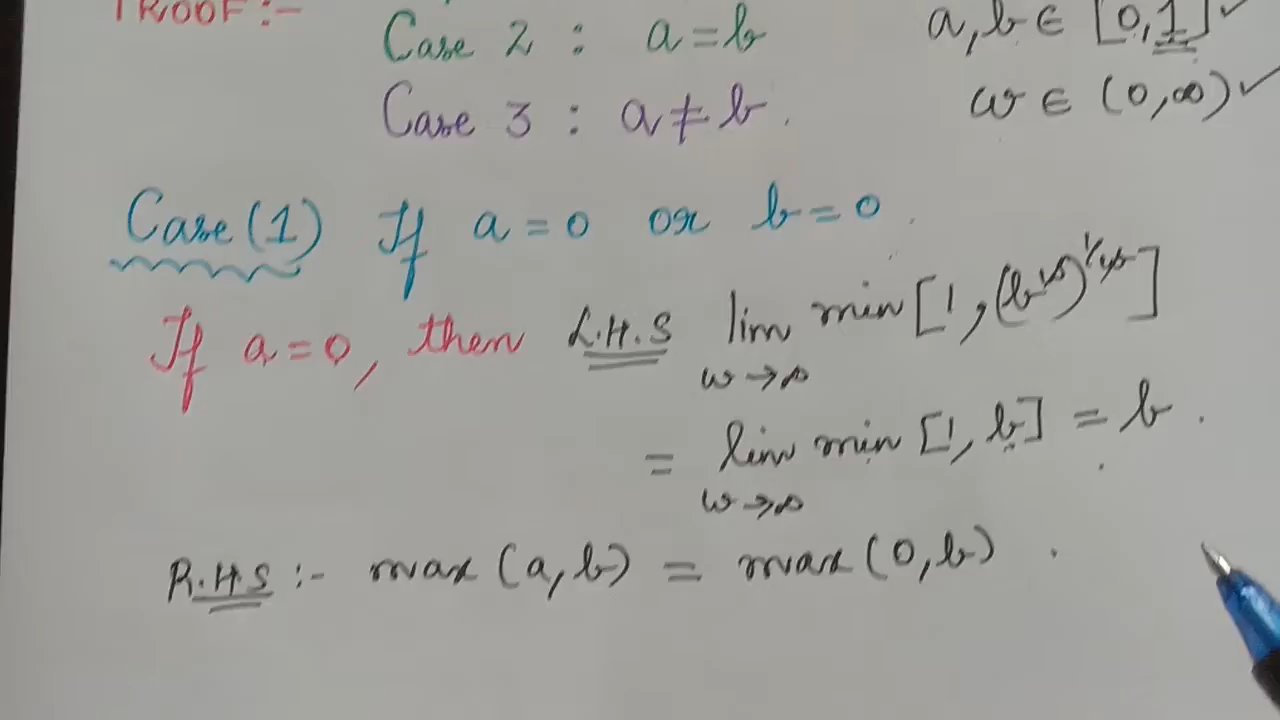 PROOF :-
Case 2 : a = b
a, b ∈ [0, 1] ✓
Case 3 : a ≠ b.
w ∈ (0, ∞) ✓
Case (1) If a = 0 or b = 0.
If a = 0, then L.H.S lim w→∞ min [1, (b^w)^1/w]
= lim w→∞ min [1, b] = b.
R.H.S :- max (a, b) = max (0, b).